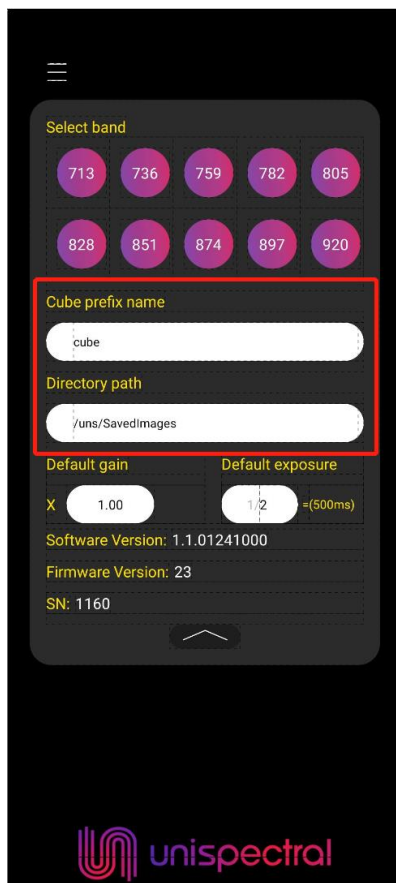 Select band
713 736 759 782 805
828 851 874 897 920
Cube prefix name
cube
Directory path
/uns/SavedImages
Default gain Default exposure
X 1.00 1/2 =(500ms)
Software Version: 1.1.01241000
Firmware Version: 23
SN: 1160
unispectral